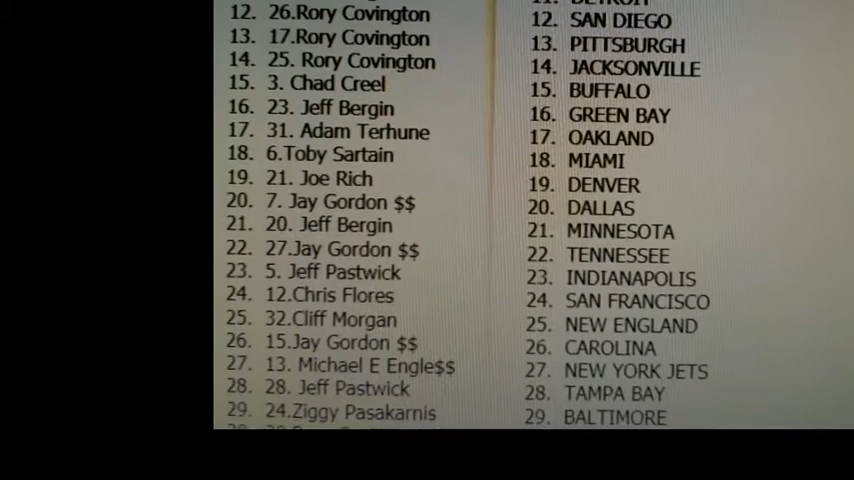 12. 26.Rory Covington
13. 17.Rory Covington
14. 25. Rory Covington
15. 3. Chad Creel
16. 23. Jeff Bergin
17. 31. Adam Terhune
18. 6.Toby Sartain
19. 21. Joe Rich
20. 7. Jay Gordon $$
21. 20. Jeff Bergin
22. 27.Jay Gordon $$
23. 5. Jeff Pastwick
24. 12.Chris Flores
25. 32.Cliff Morgan
26. 15.Jay Gordon $$
27. 13. Michael E Engle$$
28. 28. Jeff Pastwick
29. 24.Ziggy Pasakarnis
11. DETROIT
12. SAN DIEGO
13. PITTSBURGH
14. JACKSONVILLE
15. BUFFALO
16. GREEN BAY
17. OAKLAND
18. MIAMI
19. DENVER
20. DALLAS
21. MINNESOTA
22. TENNESSEE
23. INDIANAPOLIS
24. SAN FRANCISCO
25. NEW ENGLAND
26. CAROLINA
27. NEW YORK JETS
28. TAMPA BAY
29. BALTIMORE